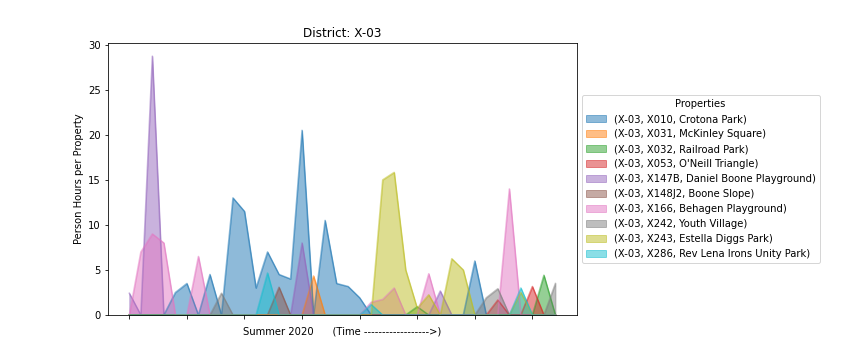 District: X-03
Person Hours per Property
30
25
20
15
10
5
0
Summer 2020 (Time ------------------>)
Properties
(X-03, X010, Crotona Park)
(X-03, X031, McKinley Square)
(X-03, X032, Railroad Park)
(X-03, X053, O'Neill Triangle)
(X-03, X147B, Daniel Boone Playground)
(X-03, X148J2, Boone Slope)
(X-03, X166, Behagen Playground)
(X-03, X242, Youth Village)
(X-03, X243, Estella Diggs Park)
(X-03, X286, Rev Lena Irons Unity Park)